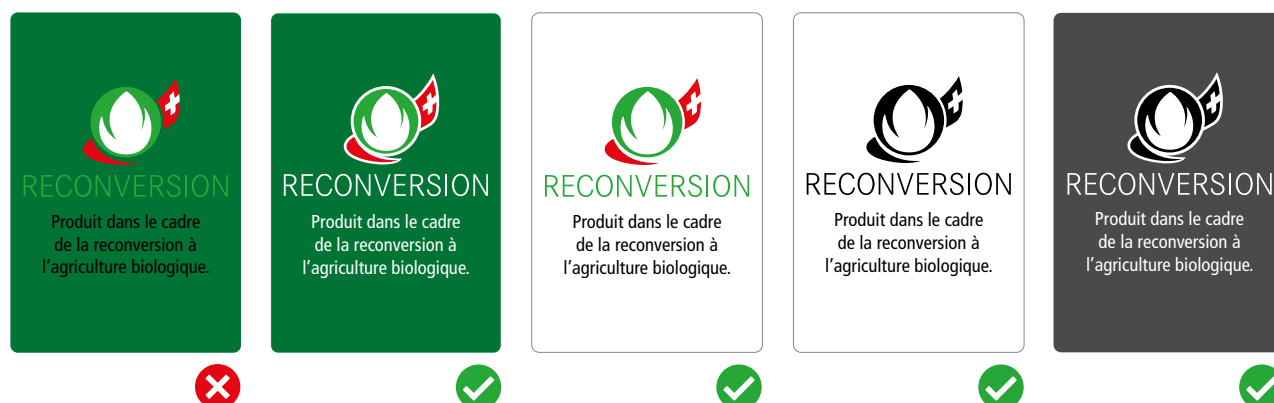 RECONVERSION
Produit dans le cadre
de la reconversion à
l’agriculture biologique.
RECONVERSION
Produit dans le cadre
de la reconversion à
l’agriculture biologique.
RECONVERSION
Produit dans le cadre
de la reconversion à
l’agriculture biologique.
RECONVERSION
Produit dans le cadre
de la reconversion à
l’agriculture biologique.
RECONVERSION
Produit dans le cadre
de la reconversion à
l’agriculture biologique.